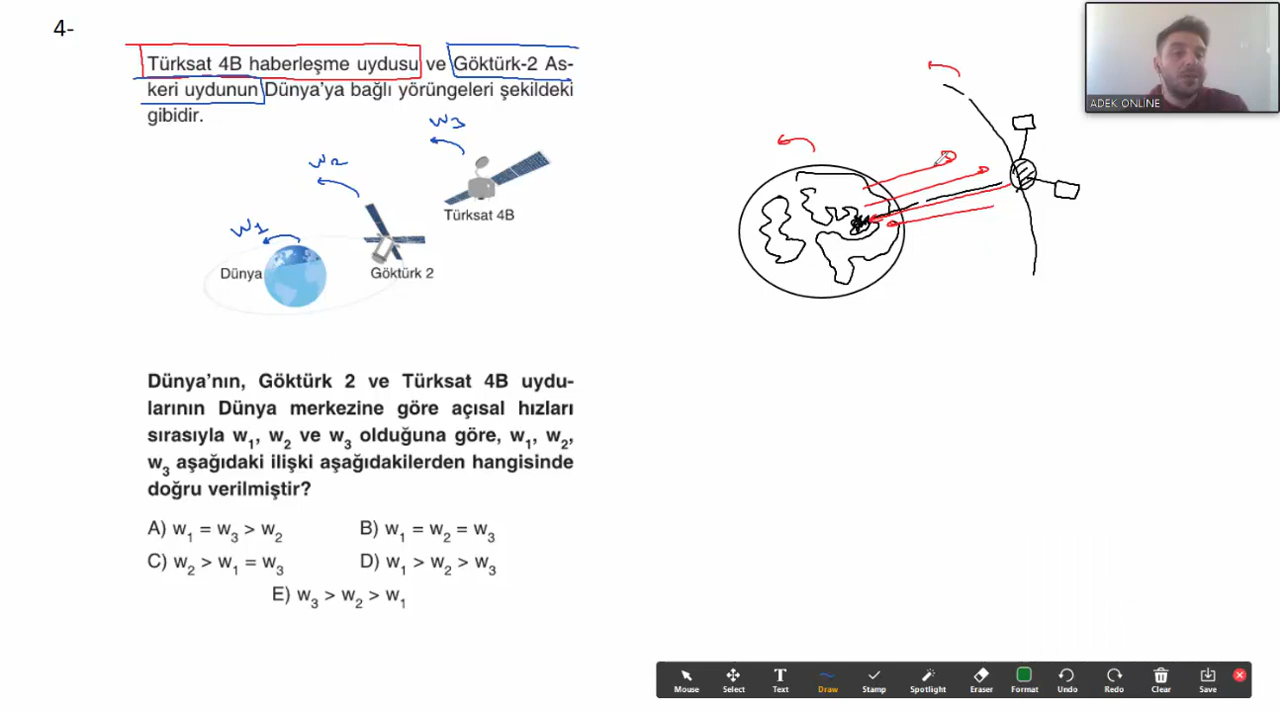 4-
Türksat 4B haberleşme uydusu ve Göktürk-2 As-
keri uydunun Dünya'ya bağlı yörüngeleri şekildeki
gibidir.
w3
w2
w1
Türksat 4B
Dünya
Göktürk 2
Dünya'nın, Göktürk 2 ve Türksat 4B uydu-
larının Dünya merkezine göre açısal hızları
sırasıyla w1, w2 ve w3 olduğuna göre, w1, w2,
w3 aşağıdaki ilişki aşağıdakilerden hangisinde
doğru verilmiştir?
A) w1 = w3 > w2
B) w1 = w2 = w3
C) w2 > w1 = w3
D) w1 > w2 > w3
E) w3 > w2 > w1
ADEK ONLİNE
Mouse
Select
Text
Draw
Stamp
Spotlight
Eraser
Format
Undo
Redo
Clear
Save